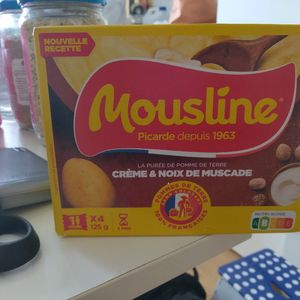 NOUVELLE
RECETTE
Mousline
Picarde depuis 1963
LA PURÉE DE POMME DE TERRE
CRÈME & NOIX DE MUSCADE
POMMES DE TERRE
100% FRANÇAISES
X4
125 g
NUTRI-SCORE